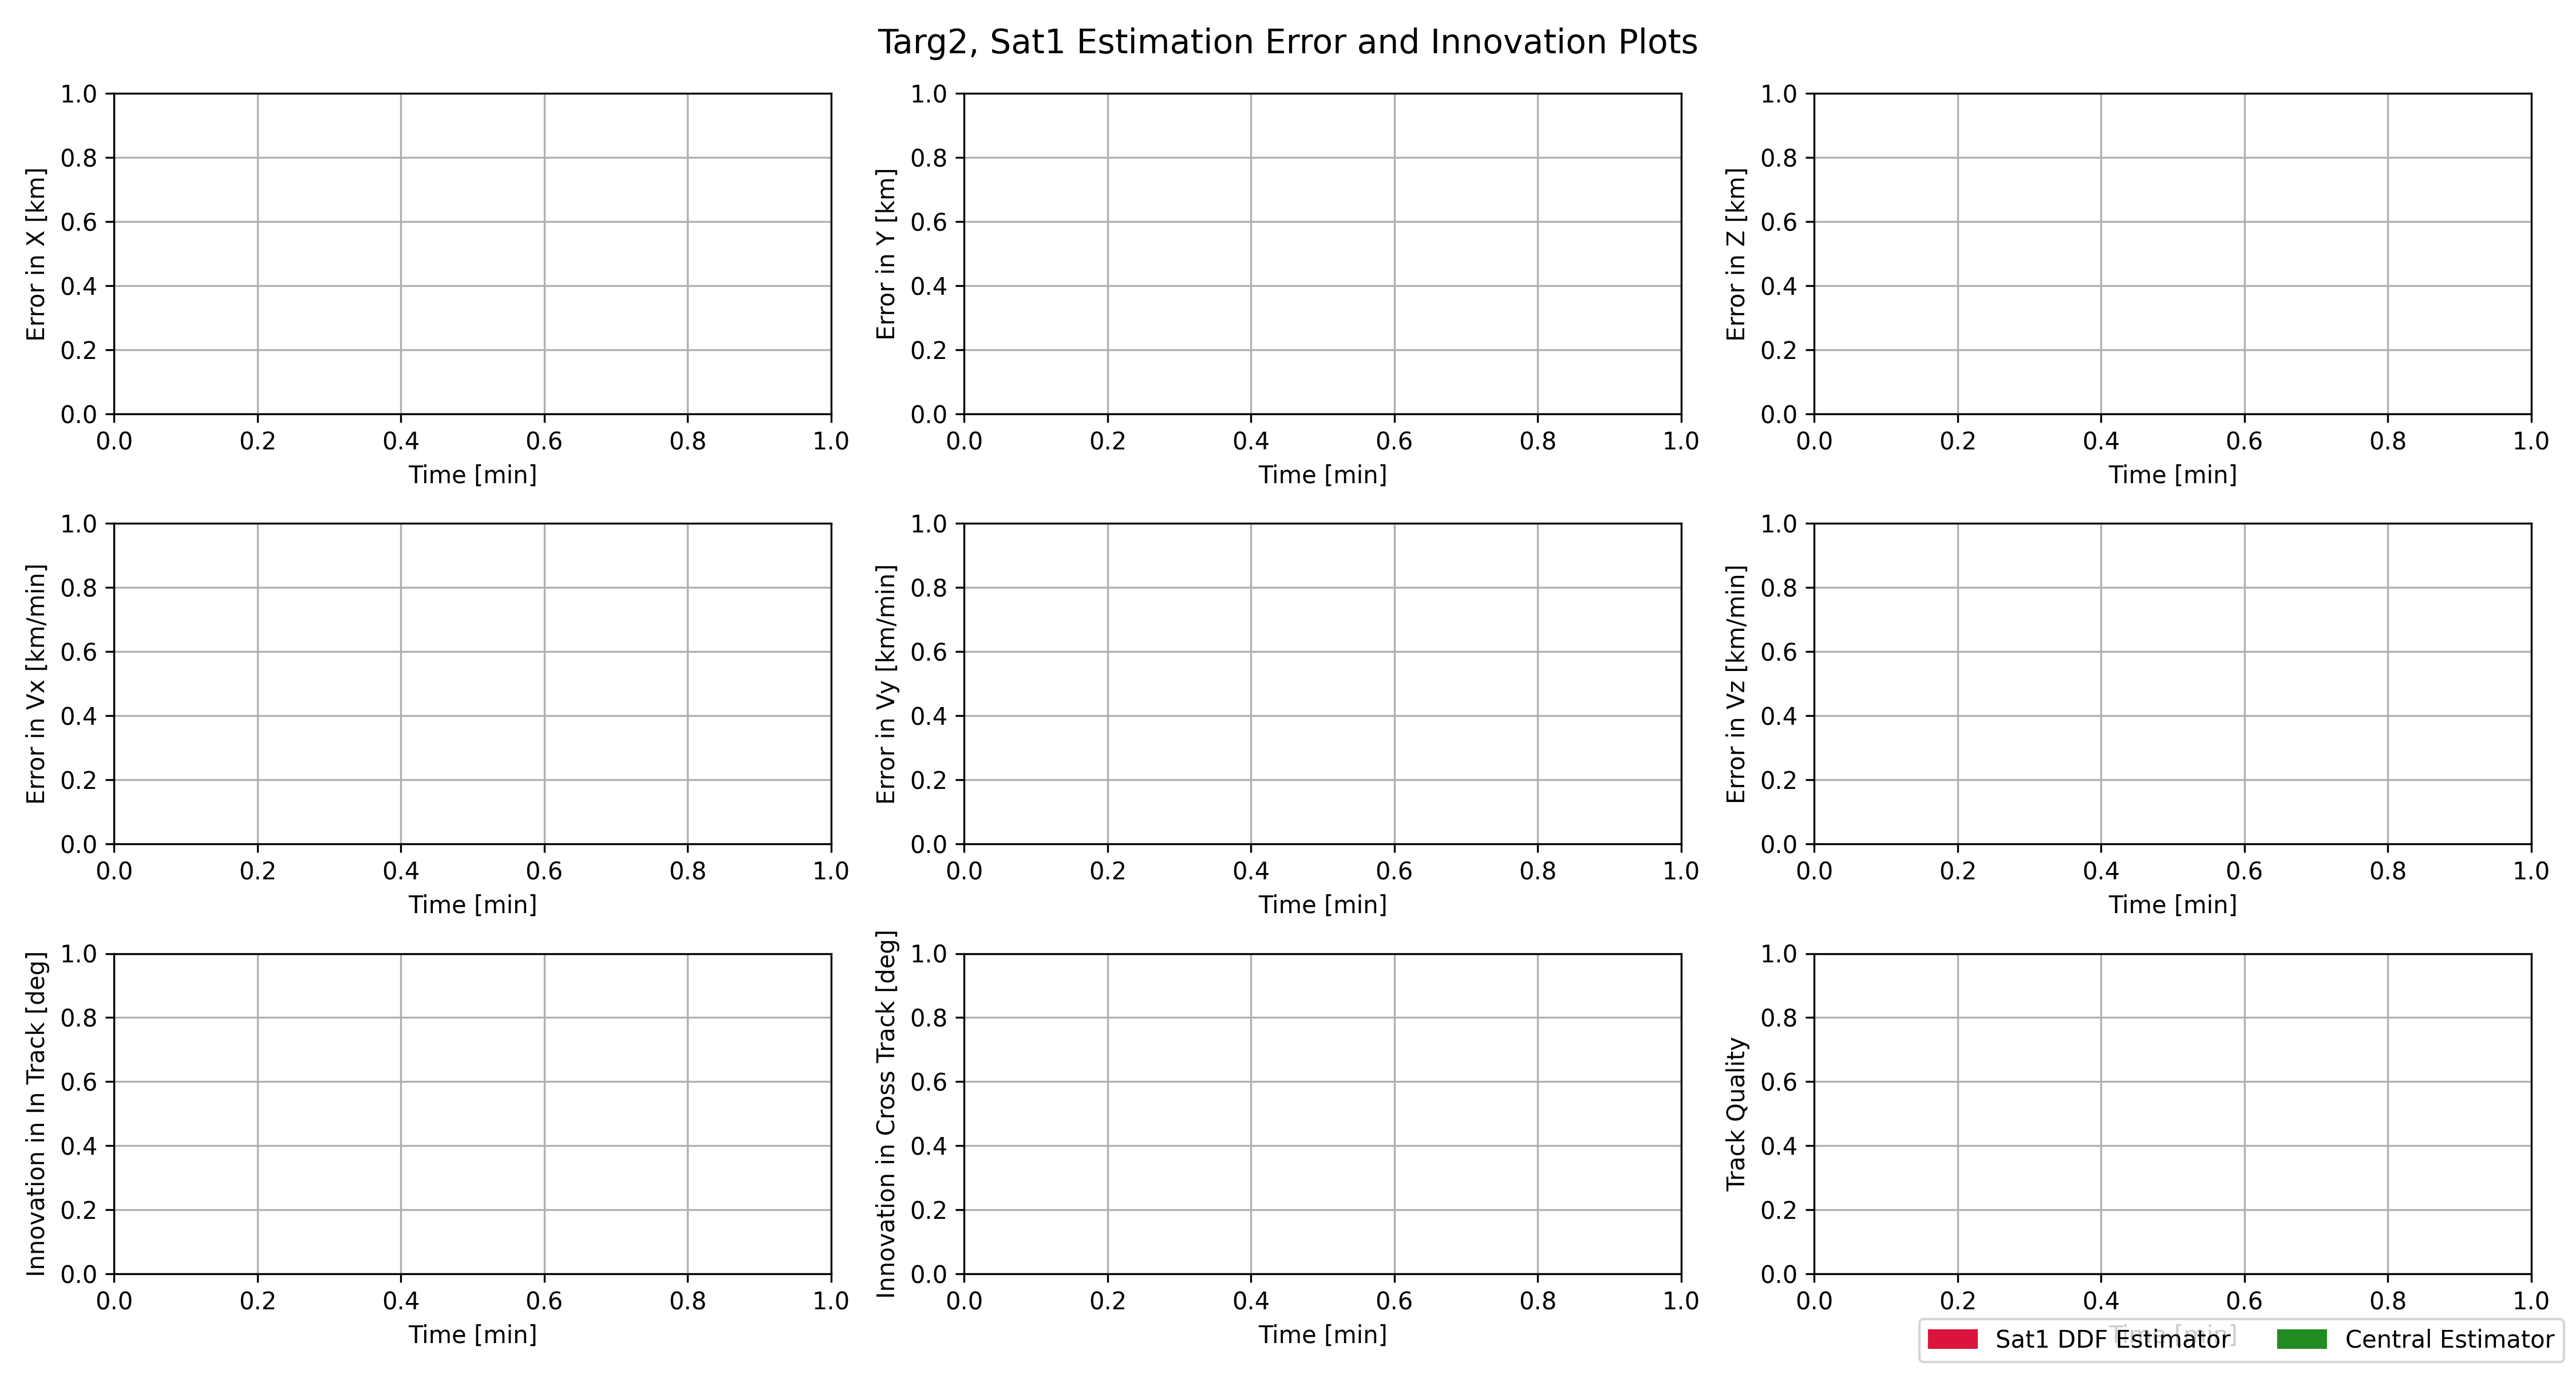 Targ2, Sat1 Estimation Error and Innovation Plots
Error in X [km]
1.0
0.8
0.6
0.4
0.2
0.0
0.0 0.2 0.4 0.6 0.8 1.0
Time [min]
Error in Y [km]
1.0
0.8
0.6
0.4
0.2
0.0
0.0 0.2 0.4 0.6 0.8 1.0
Time [min]
Error in Z [km]
1.0
0.8
0.6
0.4
0.2
0.0
0.0 0.2 0.4 0.6 0.8 1.0
Time [min]
Error in Vx [km/min]
1.0
0.8
0.6
0.4
0.2
0.0
0.0 0.2 0.4 0.6 0.8 1.0
Time [min]
Error in Vy [km/min]
1.0
0.8
0.6
0.4
0.2
0.0
0.0 0.2 0.4 0.6 0.8 1.0
Time [min]
Error in Vz [km/min]
1.0
0.8
0.6
0.4
0.2
0.0
0.0 0.2 0.4 0.6 0.8 1.0
Time [min]
Innovation in In Track [deg]
1.0
0.8
0.6
0.4
0.2
0.0
0.0 0.2 0.4 0.6 0.8 1.0
Time [min]
Innovation in Cross Track [deg]
1.0
0.8
0.6
0.4
0.2
0.0
0.0 0.2 0.4 0.6 0.8 1.0
Time [min]
Track Quality
1.0
0.8
0.6
0.4
0.2
0.0
0.0 0.2 0.4 0.6 0.8 1.0
Time [min]
Sat1 DDF Estimator
Central Estimator